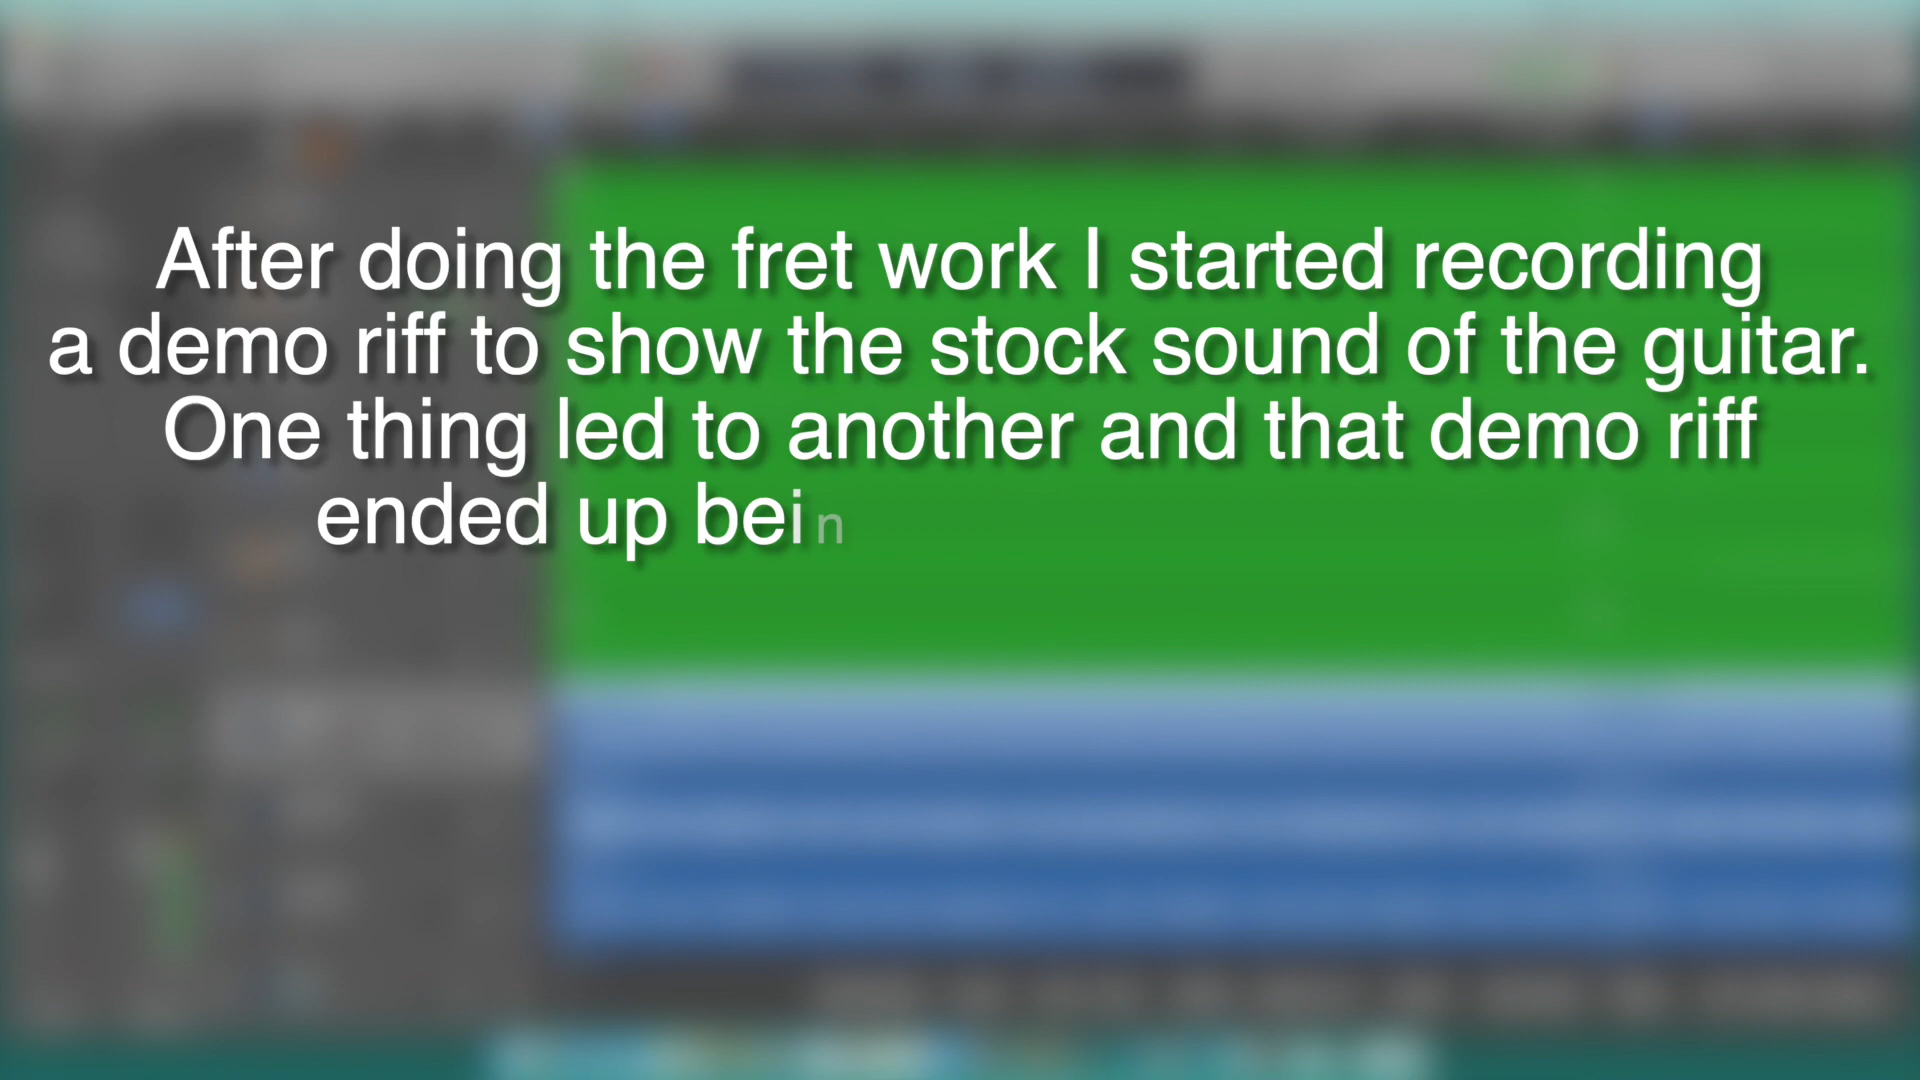 After doing the fret work I started recording
a demo riff to show the stock sound of the guitar.
One thing led to another and that demo riff
ended up bein